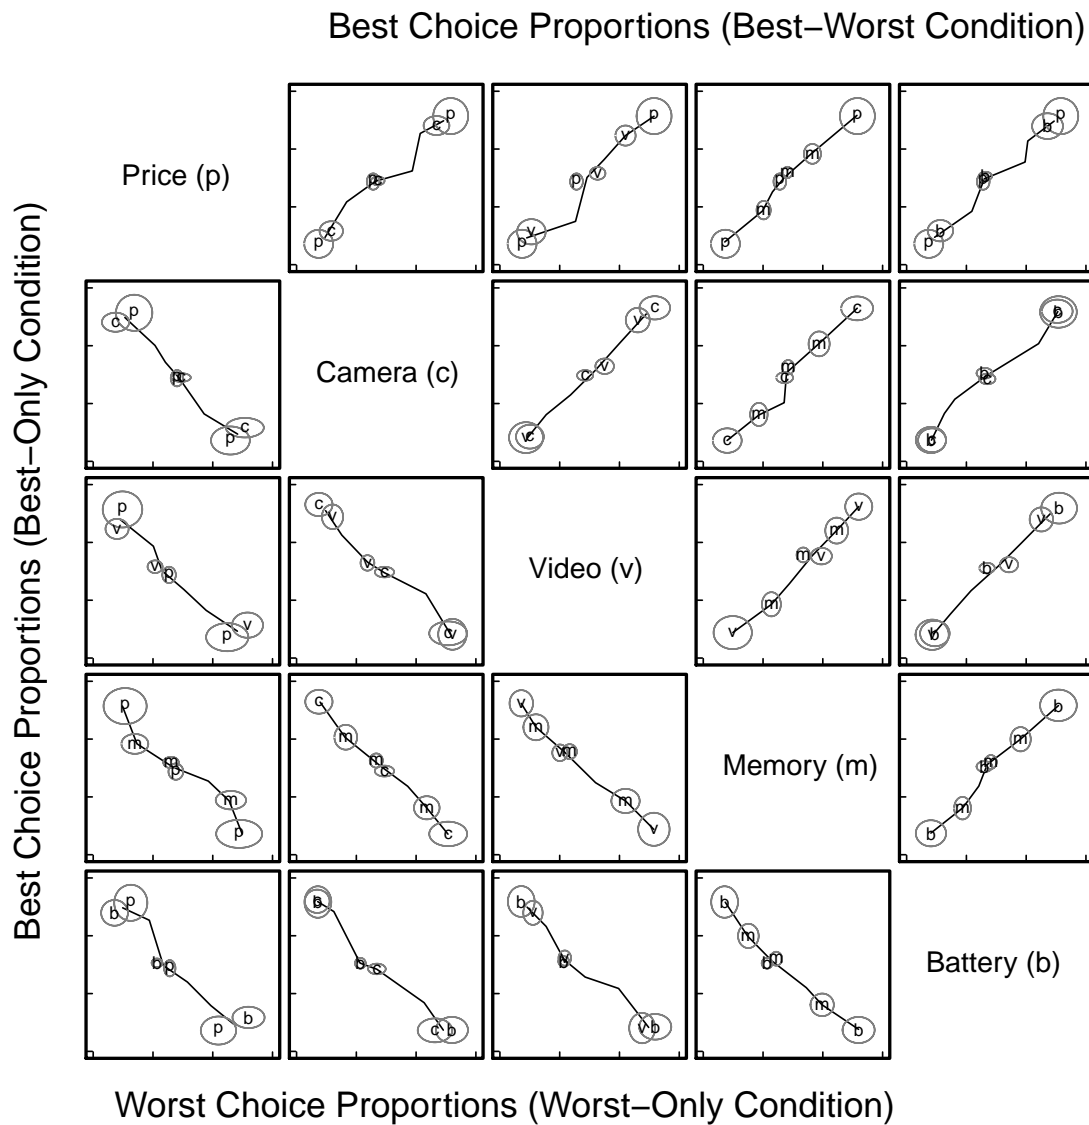 Best Choice Proportions (Best−Worst Condition)
Price (p)
p
c
c
p
p
v
v
p
v
p
p
m
m
p
m
p
p
b
p
b
p
Best Choice Proportions (Best−Only Condition)
p
c
c
p
Camera (c)
c
v
v
c
v
c
c
m
m
c
m
c
b
c
p
v
v
p
v
p
c
v
v
c
Video (v)
v
m
m
v
m
v
b
v
b
v
b
p
m
m
p
m
p
c
m
m
c
m
c
v
m
v
m
m
v
Memory (m)
b
m
m
b
m
b
p
b
b
p
b
p
b
b
c
c
b
b
v
v
b
b
m
m
b
m
b
Battery (b)
Worst Choice Proportions (Worst−Only Condition)